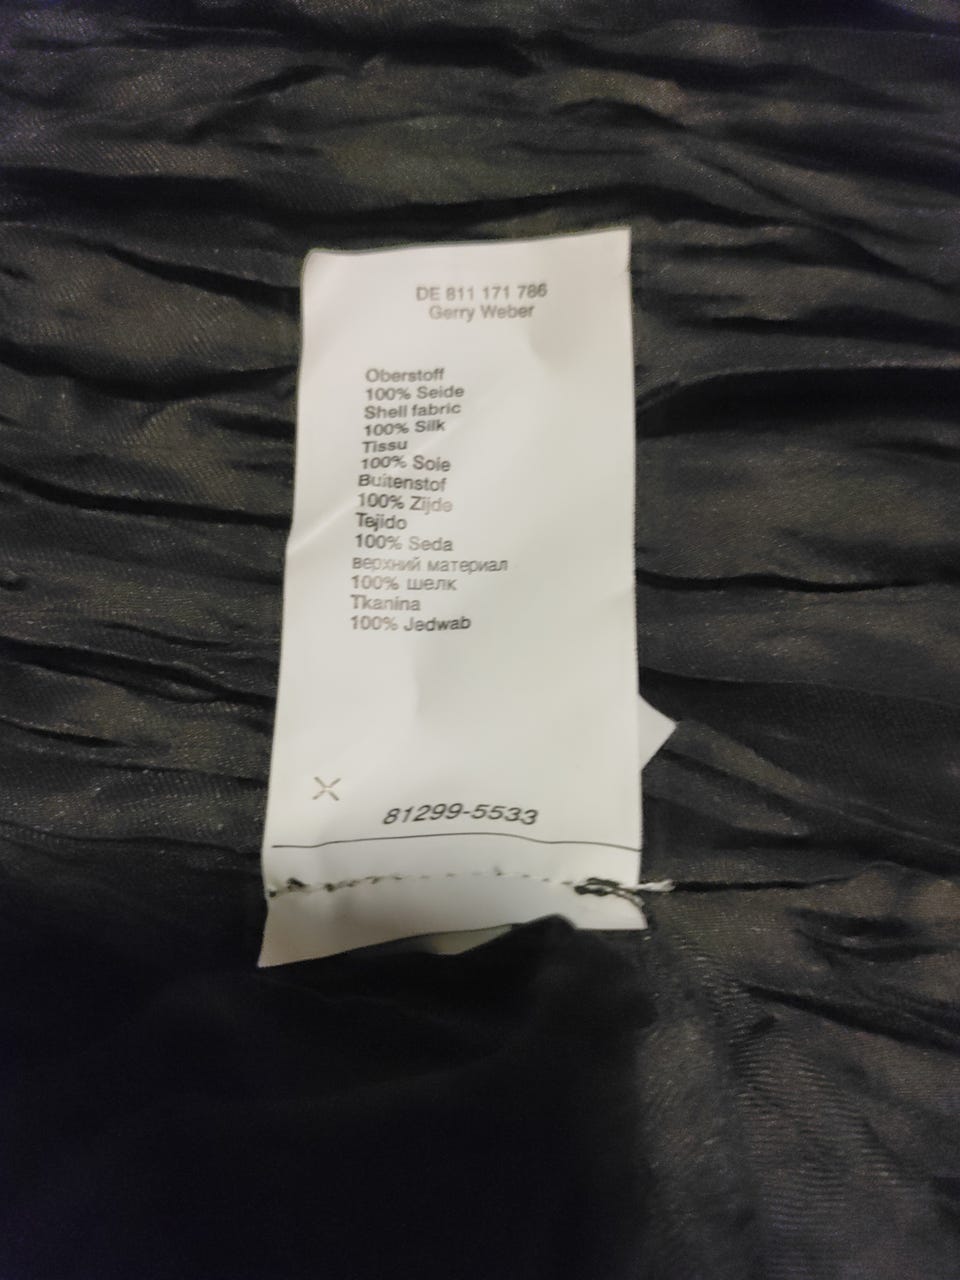 DE 811 171 786
Gerry Weber
Oberstoff
100% Seide
Shell fabric
100% Silk
Tissu
100% Soie
Buitenstof
100% Zijde
Tejido
100% Seda
верхний материал
100% шелк
Tkanina
100% Jedwab
81299-5533